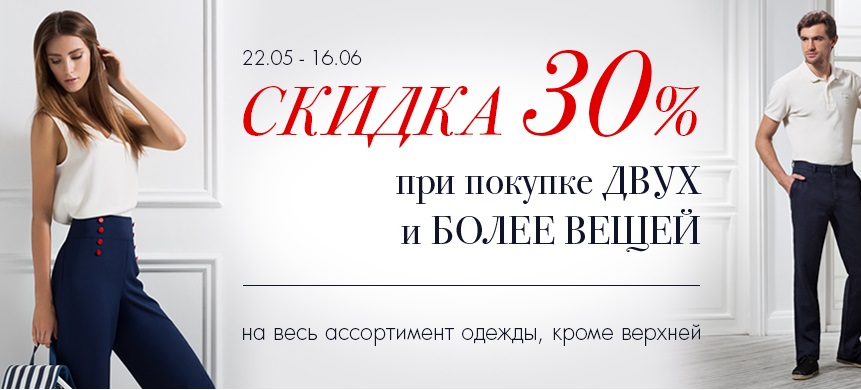 22.05 - 16.06
СКИДКА 30%
при покупке ДВУХ
и БОЛЕЕ ВЕЩЕЙ
на весь ассортимент одежды, кроме верхней